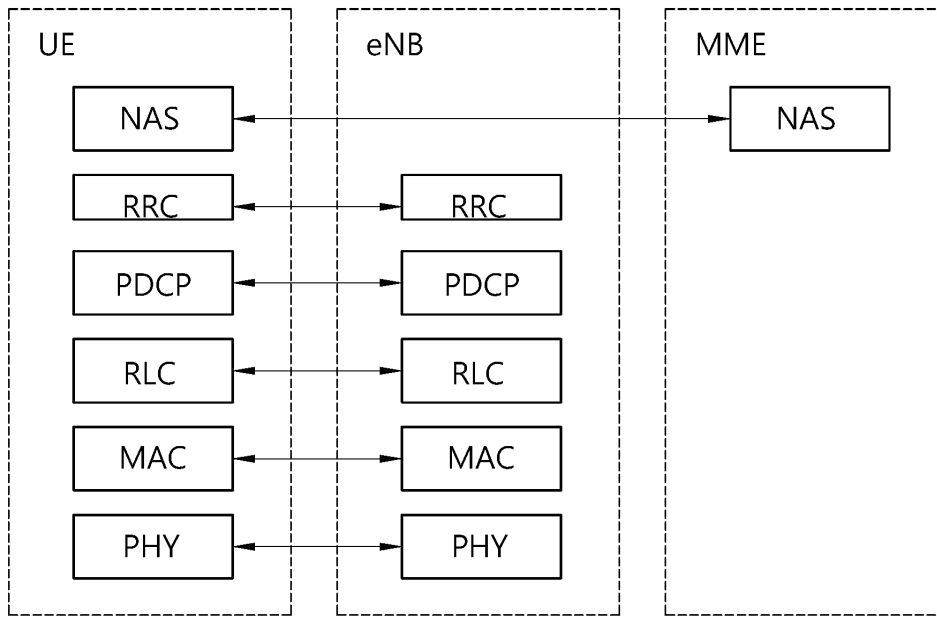 UE eNB MME
NAS NAS
RRC RRC
PDCP PDCP
RLC RLC
MAC MAC
PHY PHY